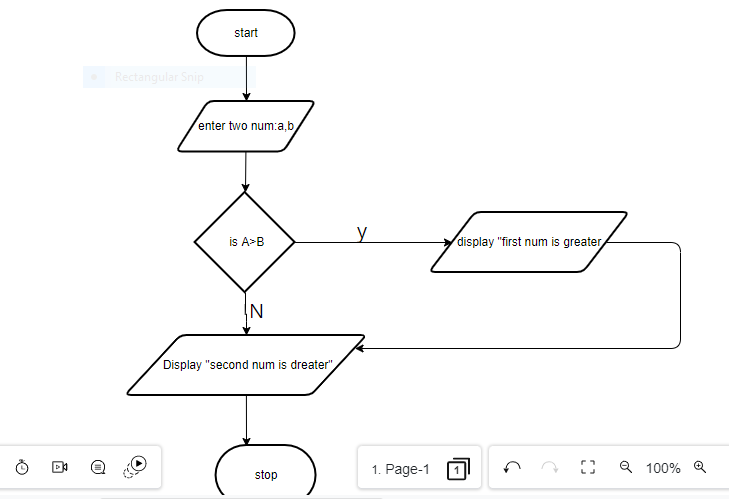 start
Rectangular Snip
enter two num:a,b
is A>B
y
display "first num is greater
N
Display "second num is dreater"
stop
1. Page-1
1
100%